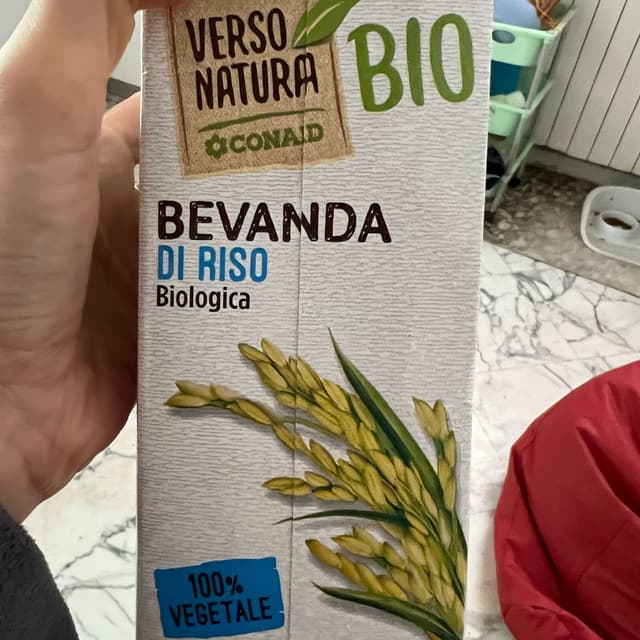 VERSO
NATURA
CONAD
BIO
BEVANDA
DI RISO
Biologica
100%
VEGETALE